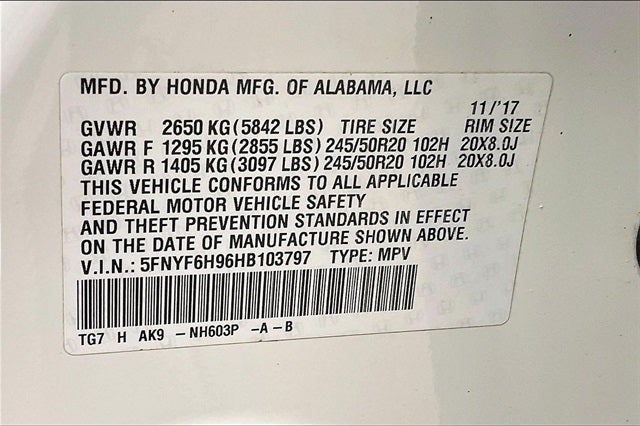 MFD. BY HONDA MFG. OF ALABAMA, LLC
11/'17
GVWR 2650 KG (5842 LBS) TIRE SIZE RIM SIZE
GAWR F 1295 KG (2855 LBS) 245/50R20 102H 20X8.0J
GAWR R 1405 KG (3097 LBS) 245/50R20 102H 20X8.0J
THIS VEHICLE CONFORMS TO ALL APPLICABLE
FEDERAL MOTOR VEHICLE SAFETY
AND THEFT PREVENTION STANDARDS IN EFFECT
ON THE DATE OF MANUFACTURE SHOWN ABOVE.
V.I.N.: 5FNYF6H96HB103797 TYPE: MPV
TG7 H AK9 - NH603P -A - B